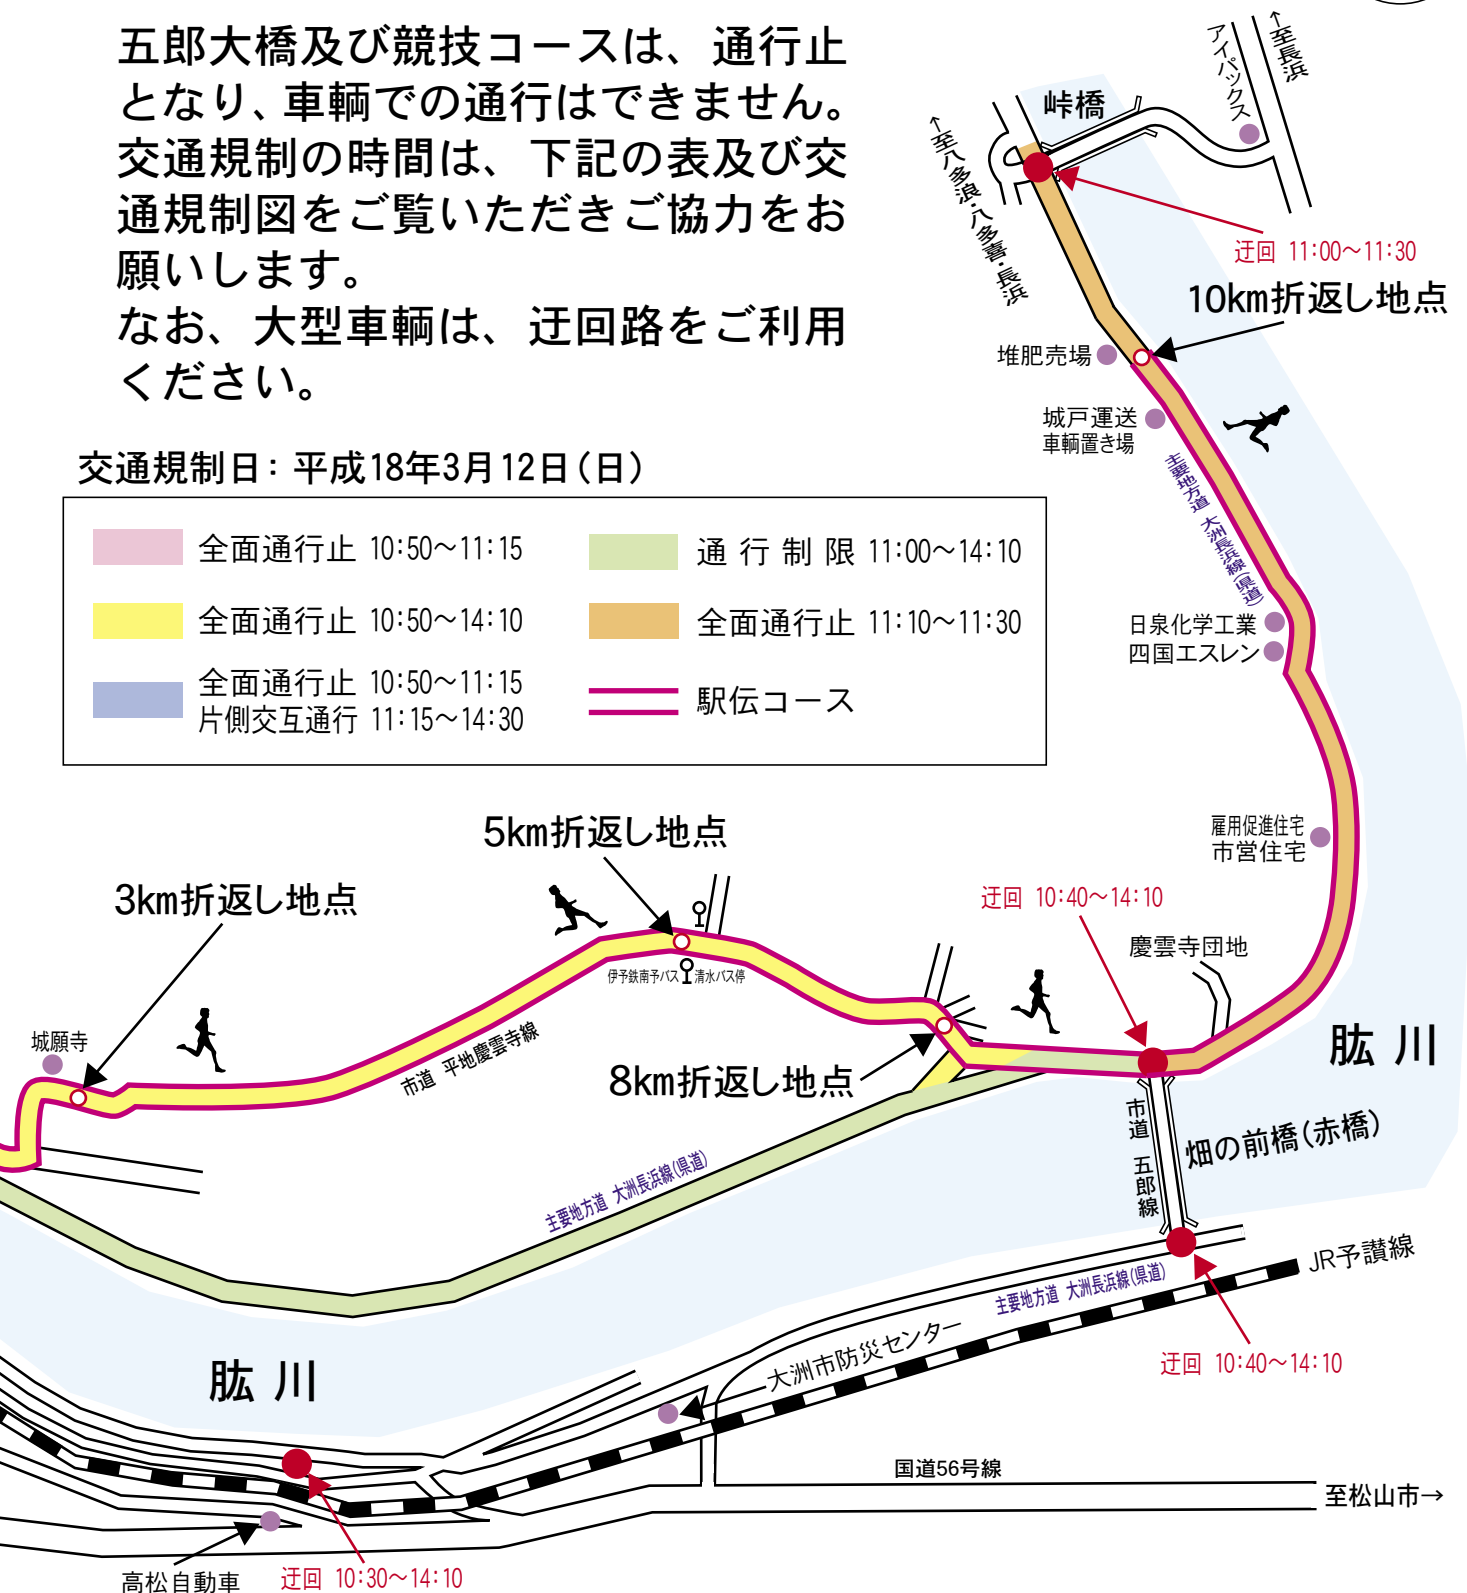 五郎大橋及び競技コースは、通行止
となり、車輌での通行はできません。
交通規制の時間は、下記の表及び交
通規制図をご覧いただきご協力をお
願いします。
なお、大型車輌は、迂回路をご利用
ください。
交通規制日：平成18年3月12日(日)
全面通行止 10:50～11:15
全面通行止 10:50～14:10
全面通行止 10:50～11:15
片側交互通行 11:15～14:30
通行制限 11:00～14:10
全面通行止 11:10～11:30
駅伝コース
↑至長浜
アイパックス
峠橋
↑至八多浪・八多喜・長浜
迂回 11:00～11:30
10km折返し地点
堆肥売場
城戸運送
車輌置き場
主要地方道 大洲長浜線(県道)
日泉化学工業
四国エスレン
雇用促進住宅
市営住宅
5km折返し地点
3km折返し地点
迂回 10:40～14:10
慶雲寺団地
伊予鉄南予バス 清水バス停
城願寺
市道 平地慶雲寺線
8km折返し地点
肱川
市道 五郎線
畑の前橋(赤橋)
主要地方道 大洲長浜線(県道)
JR予讃線
主要地方道 大洲長浜線(県道)
大洲市防災センター
迂回 10:40～14:10
肱川
国道56号線
至松山市→
高松自動車
迂回 10:30～14:10